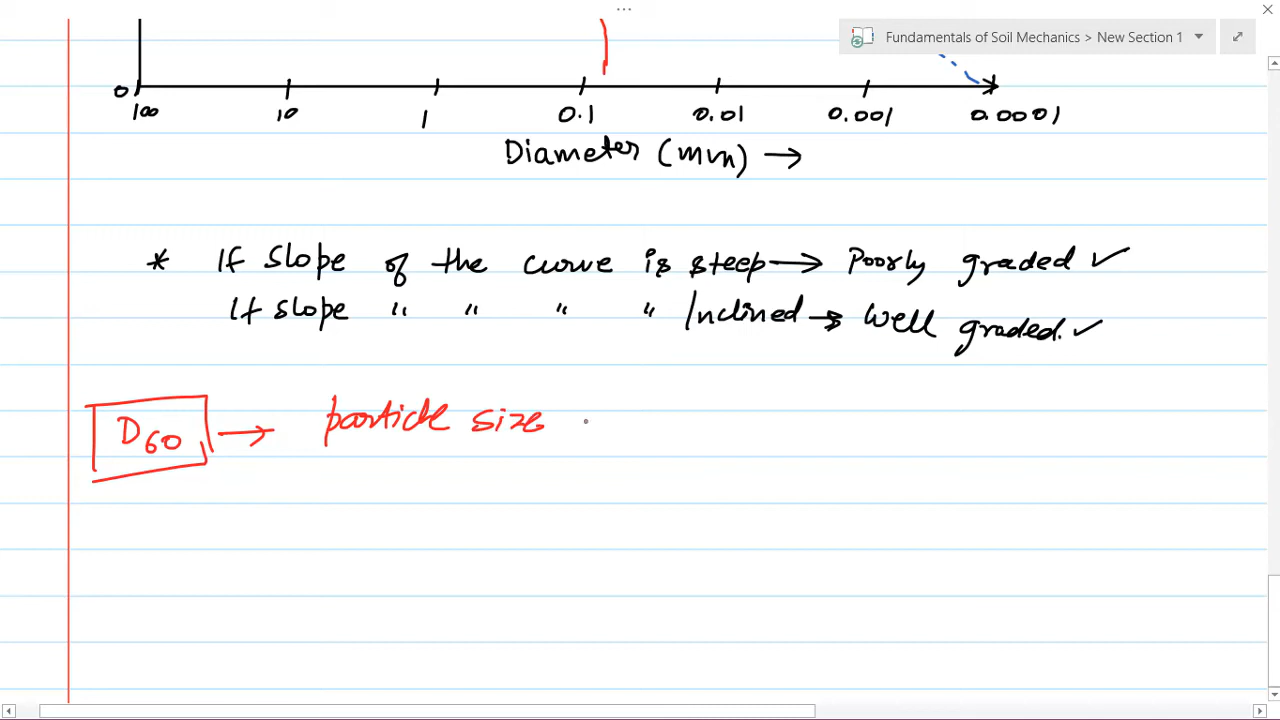 Fundamentals of Soil Mechanics > New Section 1
0
100 10 1 0.1 0.01 0.001 0.0001
Diameter (mm) →
* If slope of the curve is steep → Poorly graded ✓
If slope " " " " Inclined → Well graded. ✓
D60 → particle size